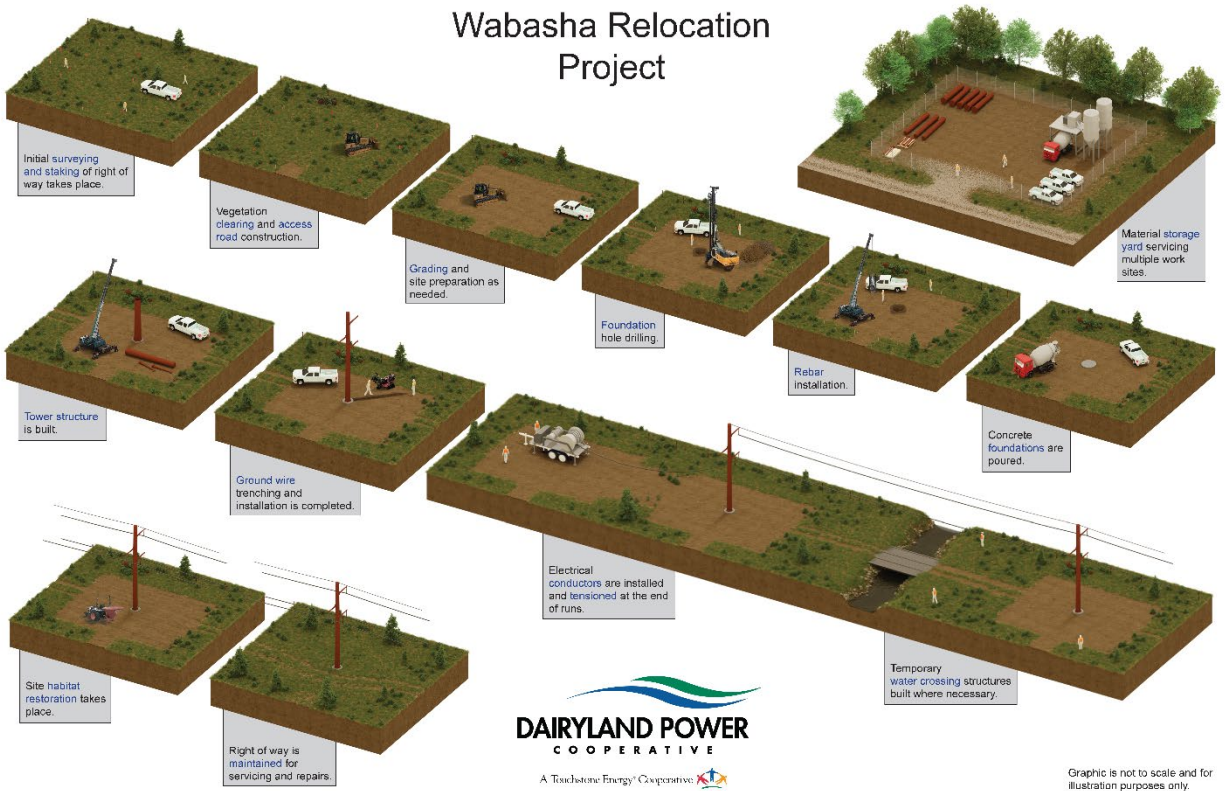 Wabasha Relocation
Project
Initial surveying
and staking of right of
way takes place.
Vegetation
clearing and access
road construction.
Grading and
site preparation as
needed.
Foundation
hole drilling.
Rebar
installation.
Concrete
foundations are
poured.
Material storage
yard servicing
multiple work
sites.
Tower structure
is built.
Ground wire
trenching and
installation is completed.
Electrical
conductors are installed
and tensioned at the end
of runs.
Temporary
water crossing structures
built where necessary.
Site habitat
restoration takes
place.
Right of way is
maintained for
servicing and repairs.
DAIRYLAND POWER
COOPERATIVE
A Touchstone Energy® Cooperative
Graphic is not to scale and for
illustration purposes only.